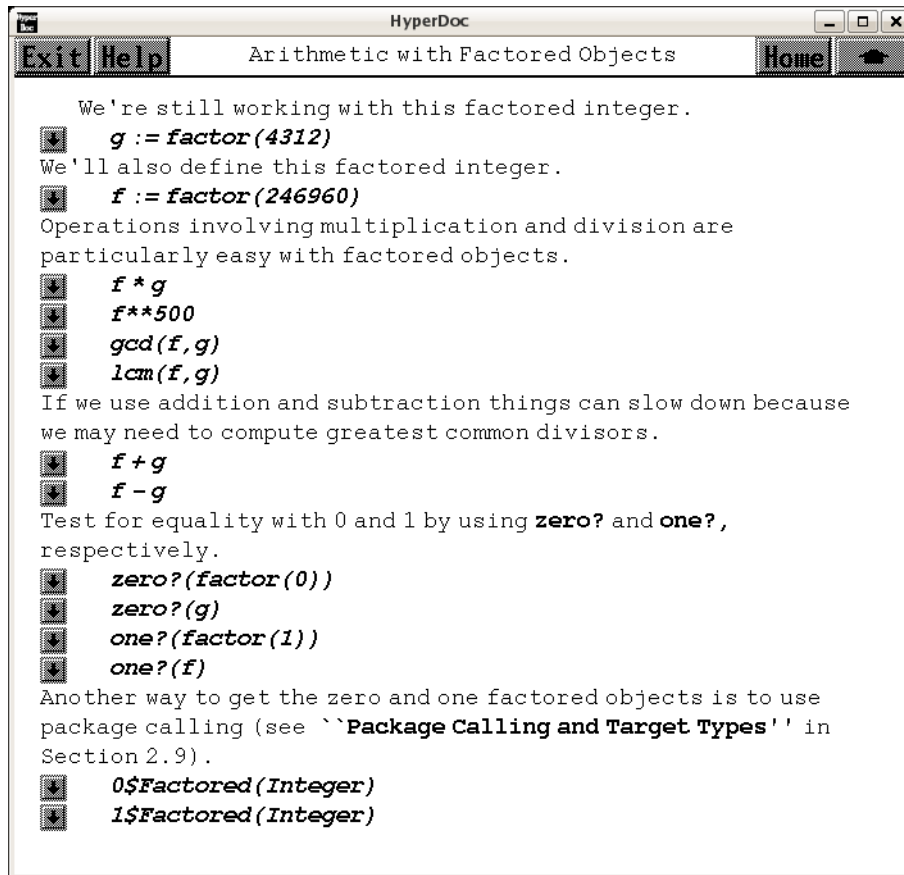 Hyper
Doc
HyperDoc
Exit Help Arithmetic with Factored Objects Home
We're still working with this factored integer.
g := factor(4312)
We'll also define this factored integer.
f := factor(246960)
Operations involving multiplication and division are
particularly easy with factored objects.
f * g
f**500
gcd(f,g)
lcm(f,g)
If we use addition and subtraction things can slow down because
we may need to compute greatest common divisors.
f + g
f - g
Test for equality with 0 and 1 by using zero? and one?,
respectively.
zero?(factor(0))
zero?(g)
one?(factor(1))
one?(f)
Another way to get the zero and one factored objects is to use
package calling (see ``Package Calling and Target Types'' in
Section 2.9).
0$Factored(Integer)
1$Factored(Integer)